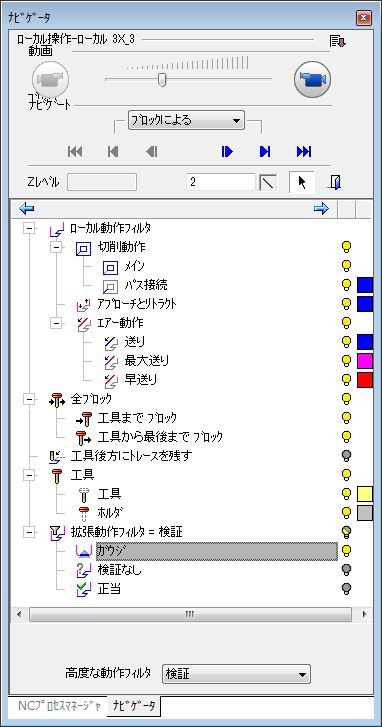 ﾅﾋﾞｹﾞｰﾀ
ﾛｰｶﾙ操作-ﾛｰｶﾙ 3X_3
動画
ﾅﾋﾞｹﾞｰﾄ
ﾌﾞﾛｯｸによる
Zﾚﾍﾞﾙ
2
ﾛｰｶﾙ動作ﾌｨﾙﾀ
切削動作
ﾒｲﾝ
ﾊﾟｽ接続
ｱﾌﾟﾛｰﾁとﾘﾄﾗｸﾄ
ｴｱｰ動作
送り
最大送り
早送り
全ﾌﾞﾛｯｸ
工具まで ﾌﾞﾛｯｸ
工具から最後まで ﾌﾞﾛｯｸ
工具後方にﾄﾚｰｽを残す
工具
工具
ﾎﾙﾀﾞ
拡張動作ﾌｨﾙﾀ = 検証
ｶﾞｳｼﾞ
検証なし
正当
高度な動作ﾌｨﾙﾀ
検証
NCﾌﾟﾛｾｽﾏﾈｰｼﾞｬ
ﾅﾋﾞｹﾞｰﾀ